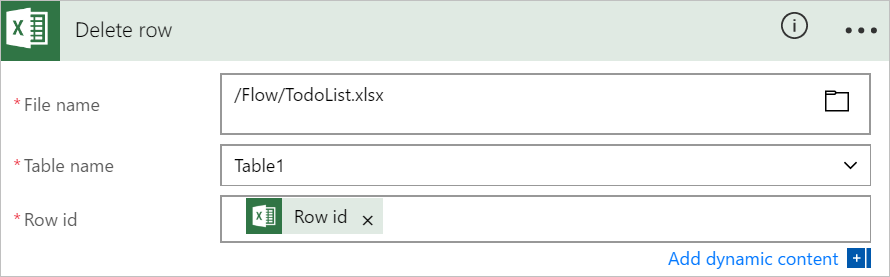 Delete row
* File name
/Flow/TodoList.xlsx
* Table name
Table1
* Row id
Row id ×
Add dynamic content